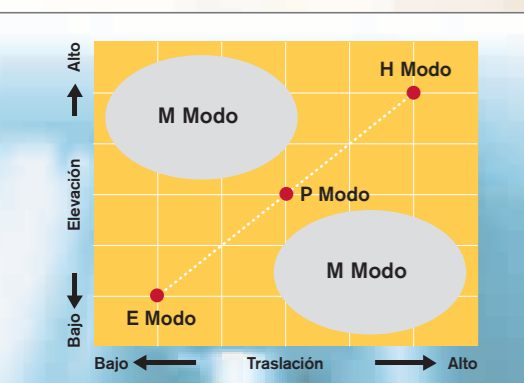 Alto
H Modo
M Modo
Elevación
P Modo
M Modo
E Modo
Bajo
Bajo Traslación Alto